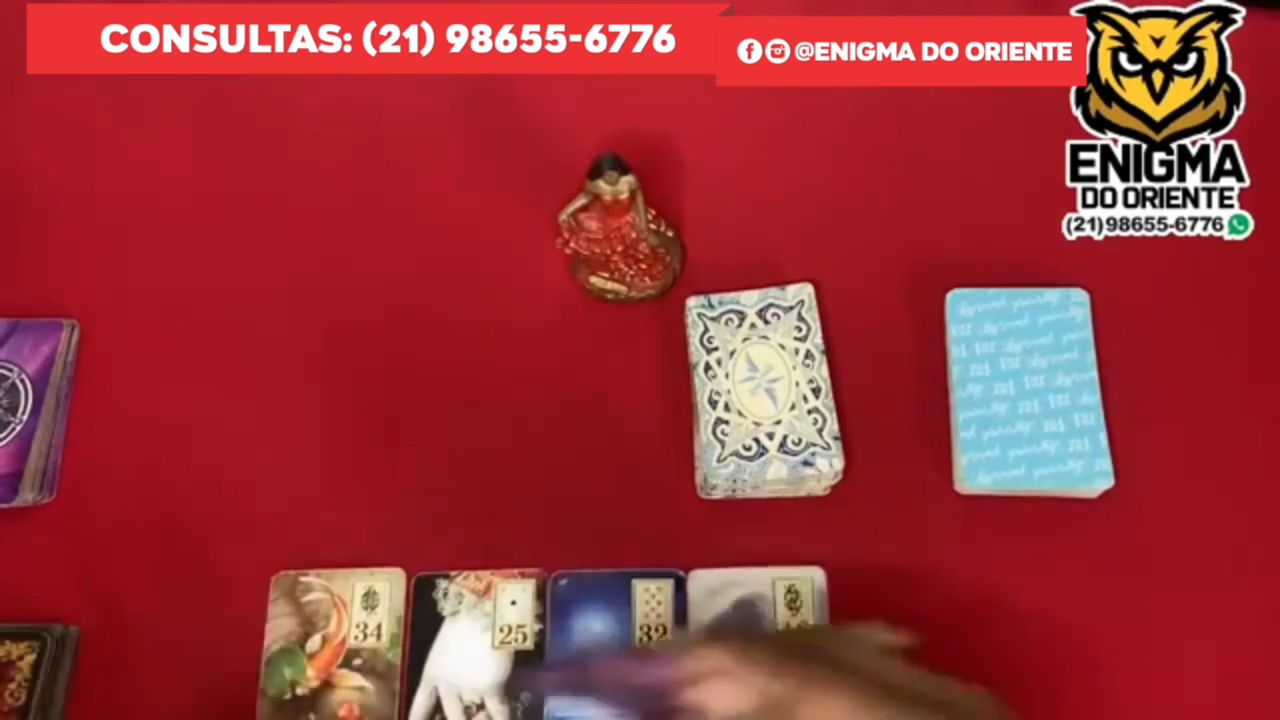 CONSULTAS: (21) 98655-6776
@ENIGMA DO ORIENTE
ENIGMA
DO ORIENTE
(21)98655-6776
34
25
32